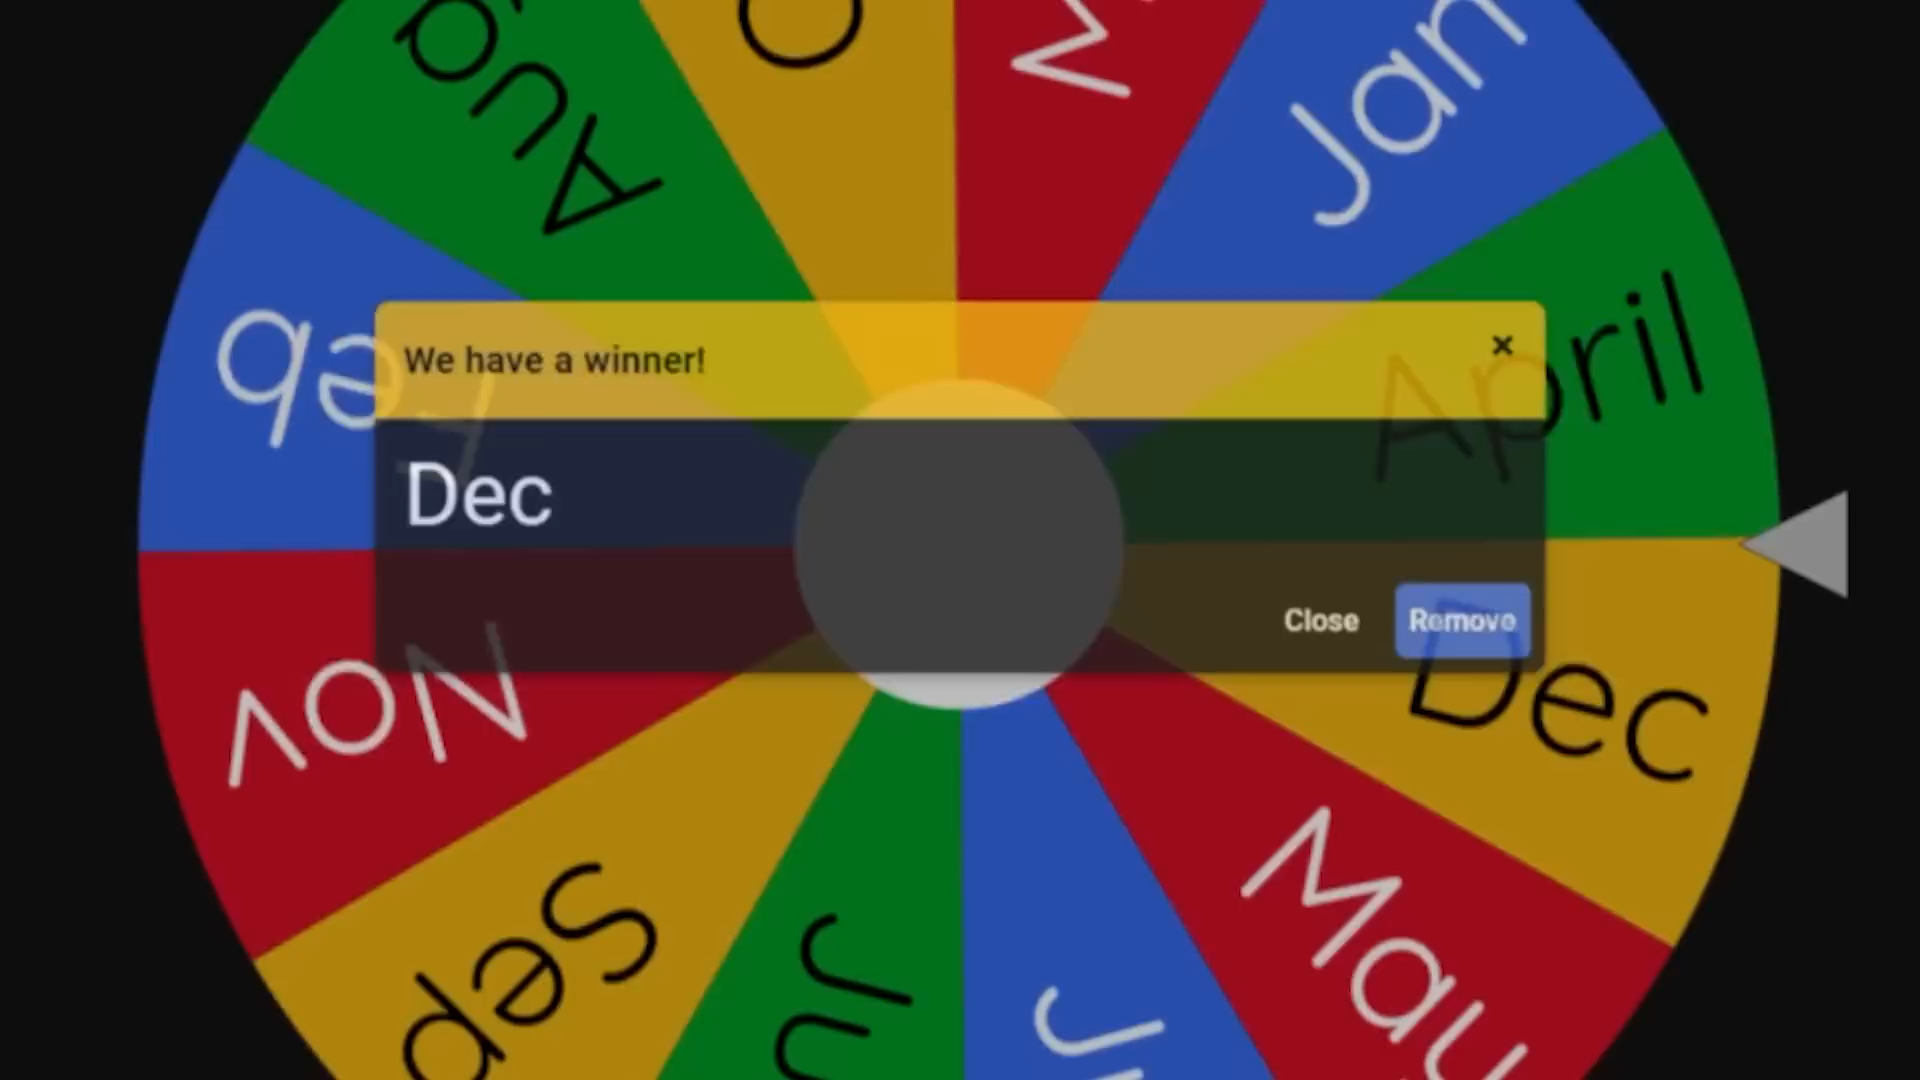 Aug
Jan
April
Feb
We have a winner!
×
Dec
Close
Remove
Dec
Nov
Sep
May